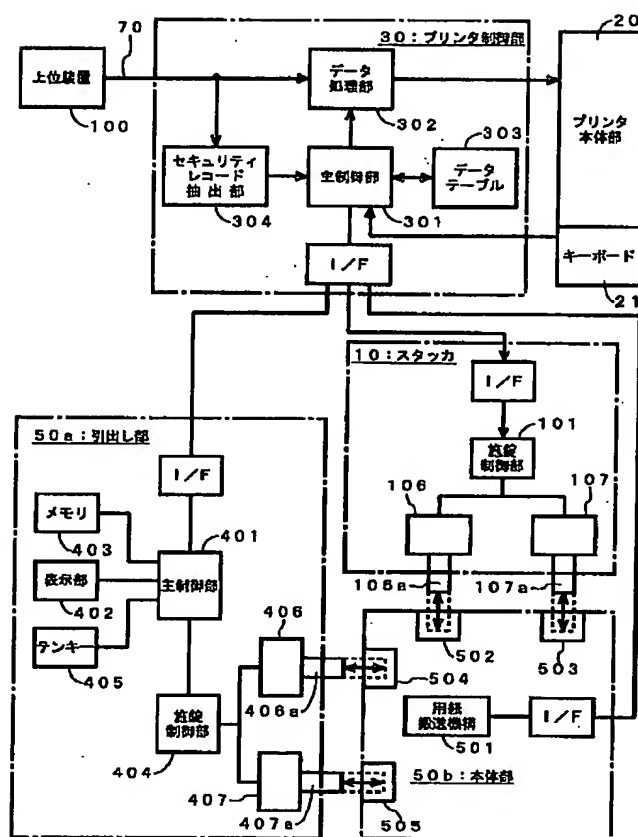 20
70
30:プリンタ制御部
上位装置
100
データ
処理部
302
303
プリンタ
本体部
セキュリティ
レコード
抽出部
304
主制御部
301
データ
テーブル
I/F
キーボード
21
10:スタッカ
I/F
50a:引出し部
101
施錠
制御部
I/F
106
107
メモリ
403
401
主制御部
106a
107a
表示部
402
406
502
503
テンキー
405
504
406a
用紙
搬送機構
501
I/F
施錠
制御部
404
50b:本体部
407
407a
505